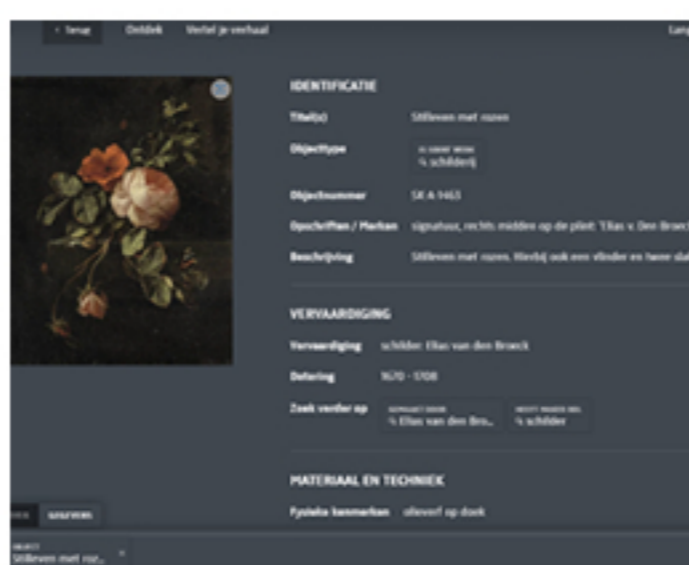 ‹ Terug Ontdek Vertel je verhaal
IDENTIFICATIE
Titel(s) Stilleven met rozen
Objecttype
schilderij
Objectnummer SK-A-1463
Opschriften / Merken signatuur, rechts midden op de plint: 'Elias v. Den Broeck
Beschrijving Stilleven met rozen. Hierbij ook een vlinder en twee
VERVAARDIGING
Vervaardiging schilder: Elias van den Broeck
Datering 1670 - 1708
Zoek verder op
Elias van den Bro... schilder
MATERIAAL EN TECHNIEK
Fysieke kenmerken olieverf op doek
OBJECT
Stilleven met roz... ×